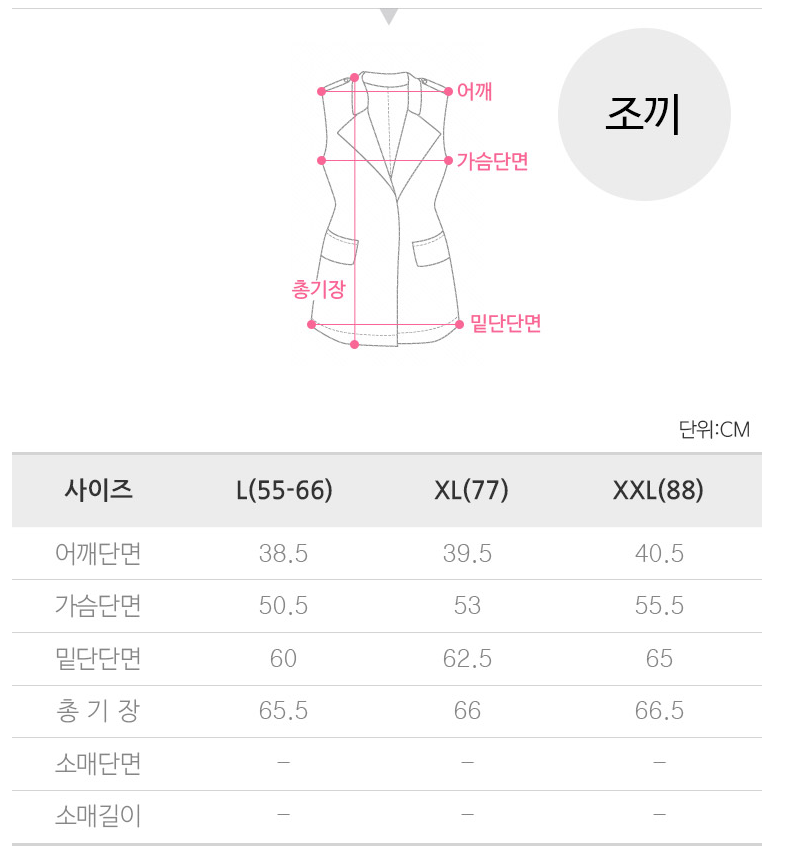 어깨
조끼
가슴단면
총기장
밑단단면
단위:CM
사이즈 L(55-66) XL(77) XXL(88)
어깨단면 38.5 39.5 40.5
가슴단면 50.5 53 55.5
밑단단면 60 62.5 65
총 기 장 65.5 66 66.5
소매단면 – – –
소매길이 – – –